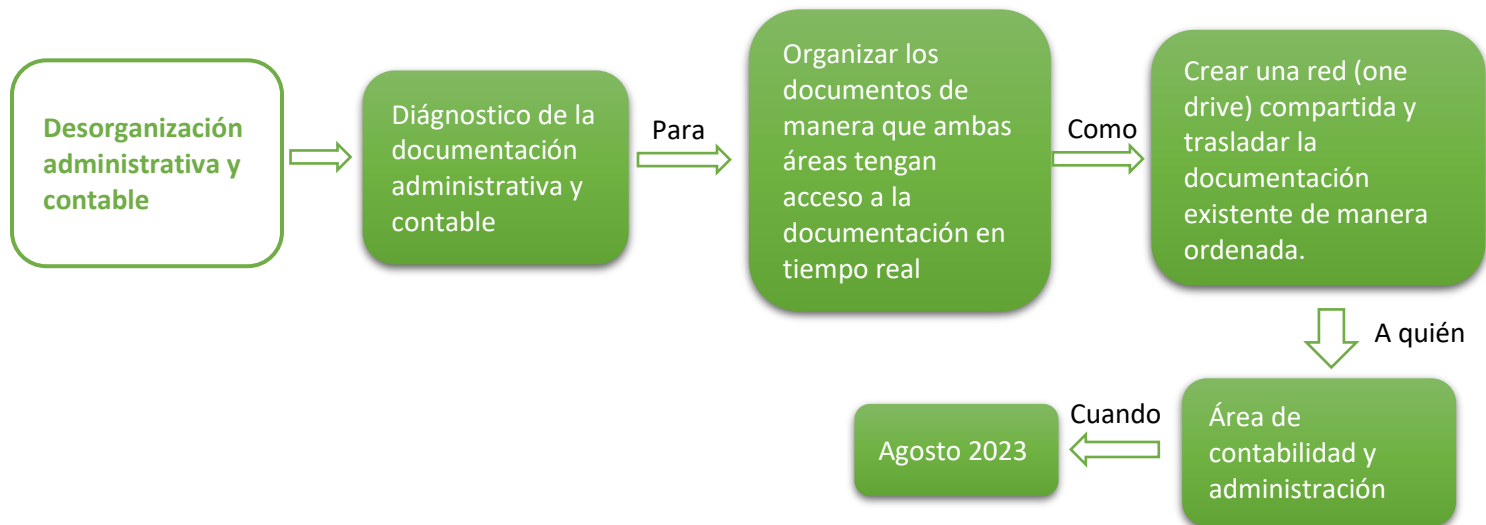 Desorganización
administrativa y
contable
Diágnostico de la
documentación
administrativa y
contable
Para
Organizar los
documentos de
manera que ambas
áreas tengan
acceso a la
documentación en
tiempo real
Como
Crear una red (one
drive) compartida y
trasladar la
documentación
existente de manera
ordenada.
A quién
Área de
contabilidad y
administración
Cuando
Agosto 2023